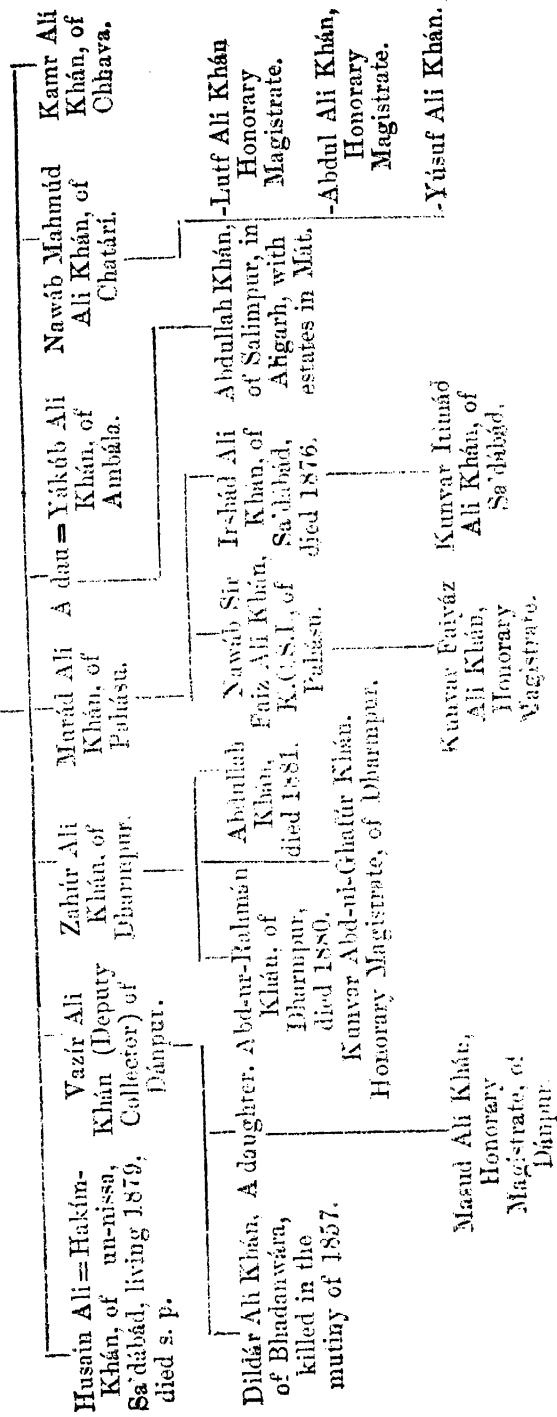 Husain Ali=Hakím-
Khán, of un-nissa,
Sa'dábád, living 1879,
died s. p.
Vazír Ali
Khán (Deputy
Collector) of
Dánpur.
Zahúr Ali
Khán, of
Dharmpur.
Murád Ali
Khán, of
Pahásu.
A dau=Yákúb Ali
Khán, of
Ambála.
Nawáb Mahmúd
Ali Khán, of
Chatári.
Kamr Ali
Khán, of
Chhava.
Dildár Ali Khán,
of Bhadanwára,
killed in the
mutiny of 1857.
A daughter.
Abd-ur-Rahmán
Khán, of
Dharmpur,
died 1880.
Abdullah
Khán,
died 1881.
Nawáb Sir
Faiz Ali Khán,
K.C.S.I., of
Pahásu.
Irshád Ali
Khán, of
Sa'dábád,
died 1876.
Abdullah Khán,
of Salimpur, in
Aligarh, with
estates in Mát.
-Lutf Ali Khán
Honorary
Magistrate.
-Abdul Ali Khán,
Honorary
Magistrate.
-Yúsuf Ali Khán.
Kunvar Abd-ul-Ghafúr Khán.
Honorary Magistrate, of Dharmpur.
Masud Ali Khán,
Honorary
Magistrate, of
Dánpur.
Kunvar Faiyáz
Ali Khán,
Honorary
Magistrate.
Kunvar
Ali Khán, of
Sa'dábád.